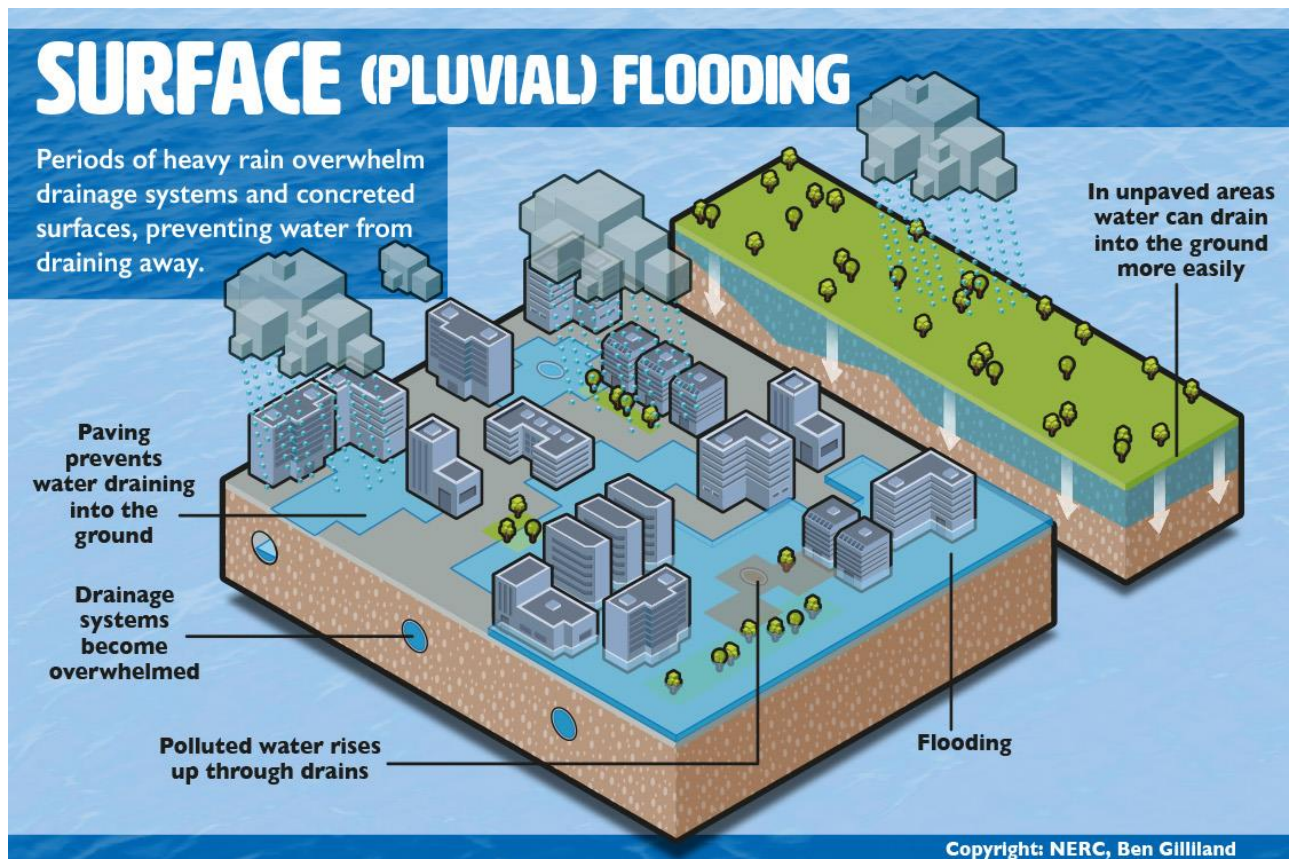 SURFACE (PLUVIAL) FLOODING
Periods of heavy rain overwhelm
drainage systems and concreted
surfaces, preventing water from
draining away.
In unpaved areas
water can drain
into the ground
more easily
Paving
prevents
water draining
into the
ground
Drainage
systems
become
overwhelmed
Polluted water rises
up through drains
Flooding
Copyright: NERC, Ben Gilliland